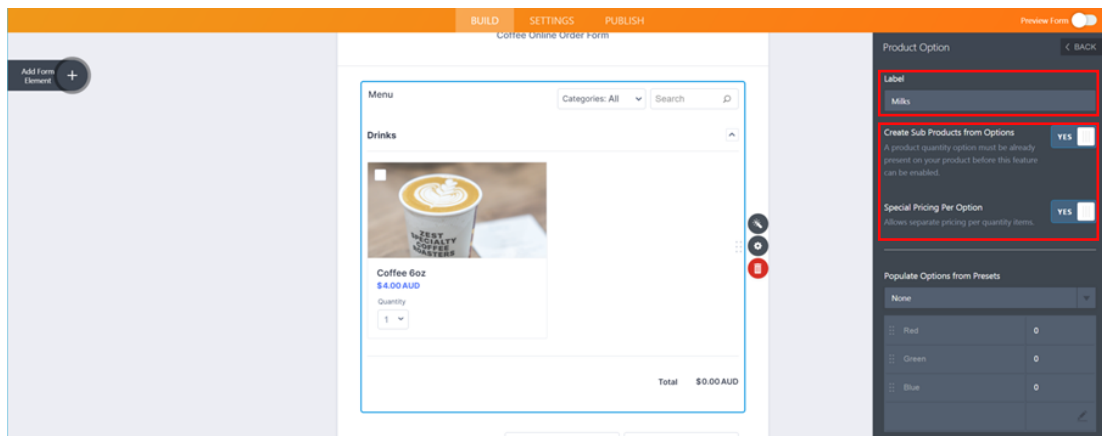 BUILD
SETTINGS
PUBLISH
Preview Form
Coffee Online Order Form
Add Form
Element
Menu
Categories: All
Search
Drinks
ZEST
SPECIALTY
COFFEE
ROASTERS
Coffee 6oz
$4.00 AUD
Quantity
1
Total $0.00 AUD
Product Option
< BACK
Label
Milks
Create Sub Products from Options
YES
A product quantity option must be already
present on your product before this feature
can be enabled.
Special Pricing Per Option
YES
Allows separate pricing per quantity items.
Populate Options from Presets
None
Red 0
Green 0
Blue 0